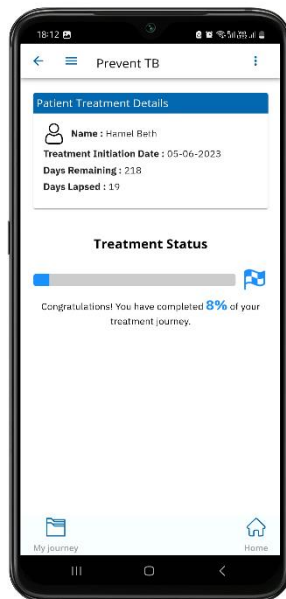 18:12
Prevent TB
Patient Treatment Details
Name : Hamel Beth
Treatment Initiation Date : 05-06-2023
Days Remaining : 218
Days Lapsed : 19
Treatment Status
Congratulations! You have completed 8% of your
treatment journey.
My journey
Home